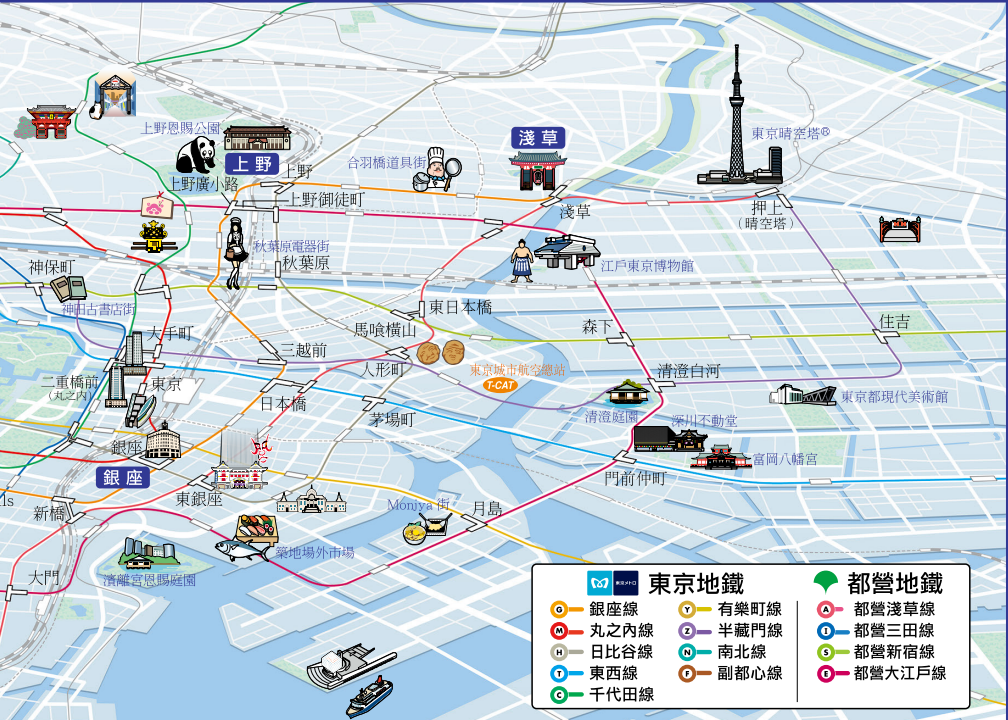 上野恩賜公園
上野
上野
上野廣小路
上野御徒町
合羽橋道具街
淺草
淺草
東京晴空塔®
押上
(晴空塔)
秋葉原電器街
秋葉原
江戶東京博物館
神保町
神田古書店街
大手町
東日本橋
馬喰橫山
森下
住吉
三越前
人形町
東京城市航空總站
T-CAT
二重橋前
(丸之內)
東京
日本橋
茅場町
清澄白河
清澄庭園
深川不動堂
東京都現代美術館
銀座
銀座
東銀座
門前仲町
富岡八幡宮
新橋
Monjya 街
月島
築地場外市場
大門
濱離宮恩賜庭園
東京メトロ
東京地鐵
都營地鐵
G 銀座線
M 丸之內線
H 日比谷線
T 東西線
C 千代田線
Y 有樂町線
Z 半藏門線
N 南北線
F 副都心線
A 都營淺草線
I 都營三田線
S 都營新宿線
E 都營大江戶線